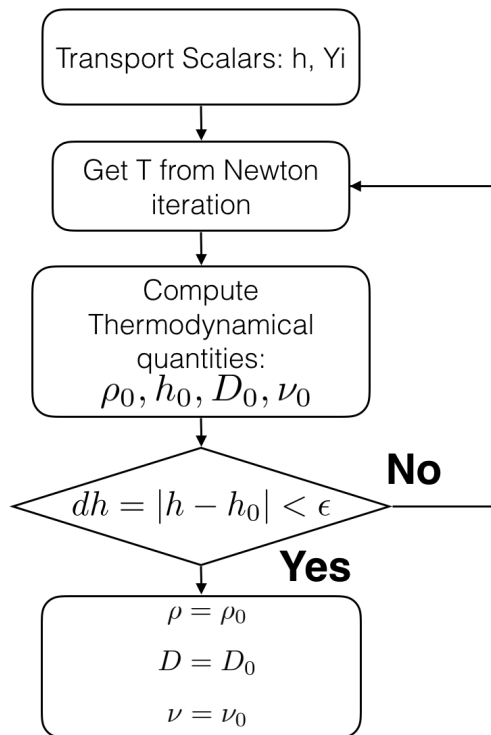 Transport Scalars: h, Yi
Get T from Newton
iteration
Compute
Thermodynamical
quantities:
ρ₀, h₀, D₀, ν₀
No
dh = |h − h₀| < ϵ
Yes
ρ = ρ₀
D = D₀
ν = ν₀